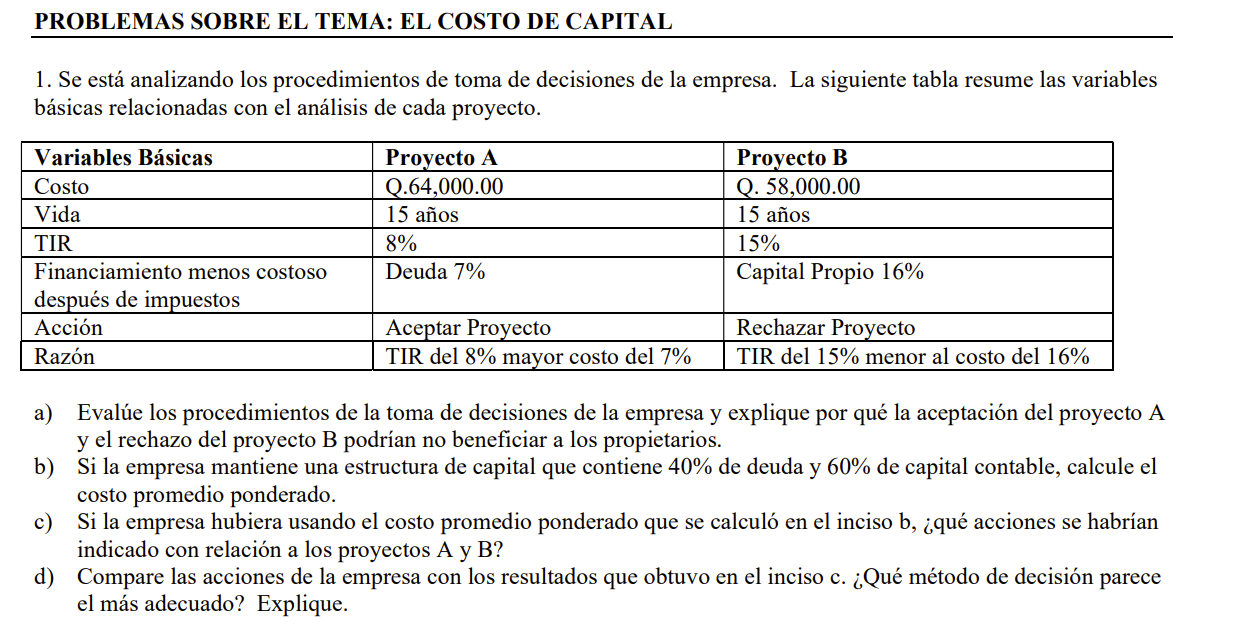 PROBLEMAS SOBRE EL TEMA: EL COSTO DE CAPITAL
1. Se está analizando los procedimientos de toma de decisiones de la empresa. La siguiente tabla resume las variables
básicas relacionadas con el análisis de cada proyecto.
Variables Básicas Proyecto A Proyecto B
Costo Q.64,000.00 Q. 58,000.00
Vida 15 años 15 años
TIR 8% 15%
Financiamiento menos costoso Deuda 7% Capital Propio 16%
después de impuestos
Acción Aceptar Proyecto Rechazar Proyecto
Razón TIR del 8% mayor costo del 7% TIR del 15% menor al costo del 16%
a) Evalúe los procedimientos de la toma de decisiones de la empresa y explique por qué la aceptación del proyecto A
y el rechazo del proyecto B podrían no beneficiar a los propietarios.
b) Si la empresa mantiene una estructura de capital que contiene 40% de deuda y 60% de capital contable, calcule el
costo promedio ponderado.
c) Si la empresa hubiera usando el costo promedio ponderado que se calculó en el inciso b, ¿qué acciones se habrían
indicado con relación a los proyectos A y B?
d) Compare las acciones de la empresa con los resultados que obtuvo en el inciso c. ¿Qué método de decisión parece
el más adecuado? Explique.